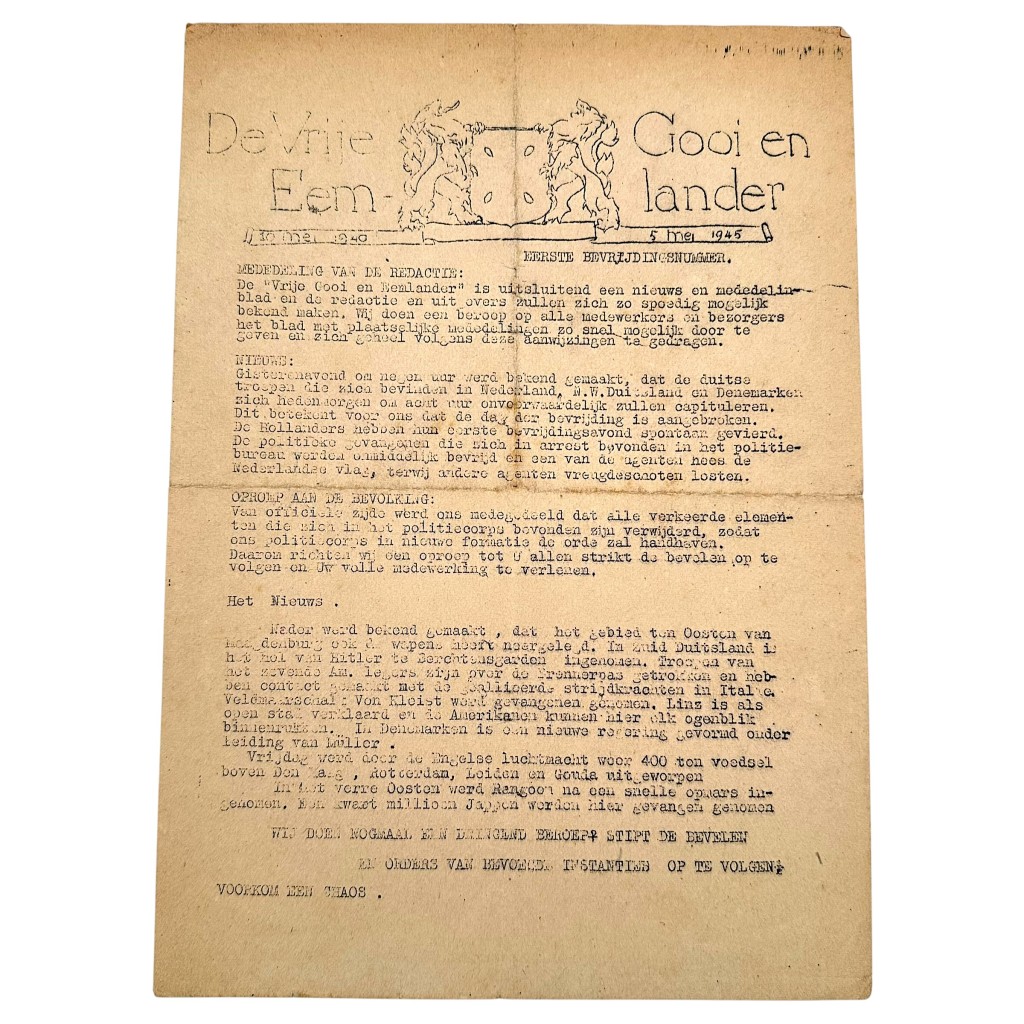 De Vrije Gooi en
Eem- lander
10 mei 1940 5 mei 1945
EERSTE BEVRIJDINGSNUMMER.
MEDEDELING VAN DE REDACTIE:
De "Vrije Gooi en Eemlander" is uitsluitend een nieuws en mededelin-
blad en de redactie en uitgevers zullen zich zo spoedig mogelijk
bekend maken. Wij doen een beroep op alle medewerkers en bezorgers
het blad met plaatselijke mededelingen zo snel mogelijk door te
geven en zich geheel volgens deze aanwijzingen te gedragen.
NIEUWS:
Gisterenavond om negen uur werd bekend gemaakt, dat de duitse
troepen die zich bevinden in Nederland, N.W.Duitsland en Denemarken
zich hedenmorgen om acht uur onvoorwaardelijk zullen capituleren.
Dit betekent voor ons dat de dag der bevrijding is aangebroken.
De Hollanders hebben hun eerste bevrijdingsavond spontaan gevierd.
De politieke gevangenen die zich in arrest bevonden in het politie-
bureau werden onmiddelijk bevrijd en een van de agenten hees de
Nederlandse vlag, terwij andere agenten vreugdeschoten losten.
OPROEP AAN DE BEVOLKING:
Van officiele zijde werd ons medegedeeld dat alle verkeerde elemen-
ten die zich in het politiecorps bevonden zijn verwijderd, zodat
ons politiecorps in nieuwe formatie de orde zal handhaven.
Daarom richten wij een oproep tot U allen strikt de bevelen op te
volgen en Uw volle medewerking te verlenen.
Het Nieuws .
Nader werd bekend gemaakt , dat het gebied ten Oosten van
Maagdenburg ook de wapens heeft neergelegd. In Zuid Duitsland is
het hol van Hitler te Berchtensgarden ingenomen. Troepen van
het zevende Am. legers zijn over de Brennerpas getrokken en heb-
ben contact gemaakt met de geallieerde strijdkrachten in Italie.
Veldmaarschal: Von Kleist werd gevangenen genomen. Linz is als
open stad verklaard en de Amerikanen kunnen hier elk ogenblik
binnenrukken. In Denemarken is een nieuwe regering gevormd onder
leiding van Müller .
Vrijdag werd door de Engelse luchtmacht weer 400 ton voedsel
boven Den Haag , Rotterdam, Leiden en Gouda uitgeworpen
In het verre Oosten werd Rangoon na een snelle opmars in-
genomen. Een kwart millioen Jappen werden hier gevangen genomen
WIJ DOEN NOGMAAL EEN DRINGEND BEROEP STIPT DE BEVELEN
EN ORDERS VAN BEVOEGDE INSTANTIES OP TE VOLGEN
VOORKOM EEN CHAOS .